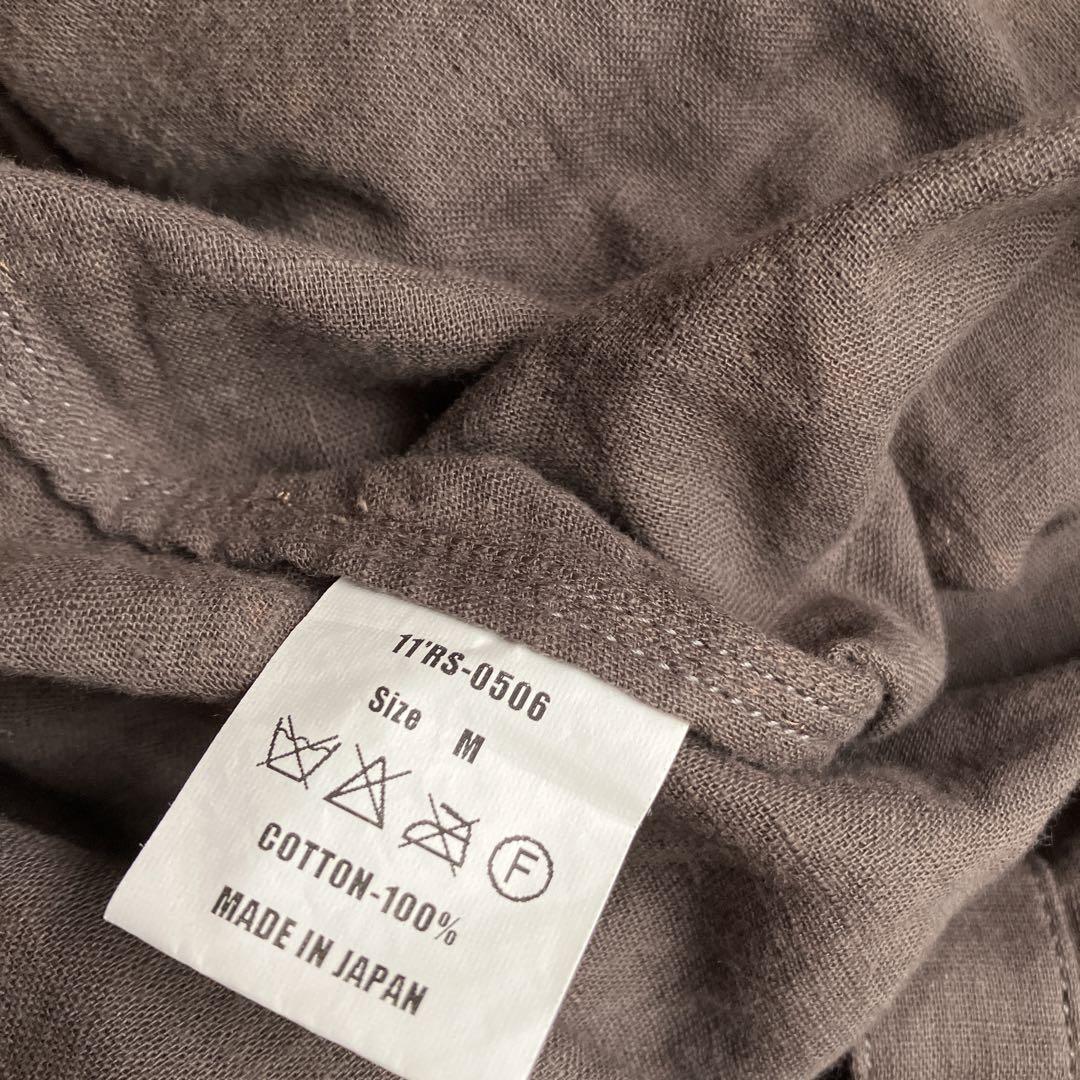 11'RS-0506
Size M
F
COTTON-100%
MADE IN JAPAN